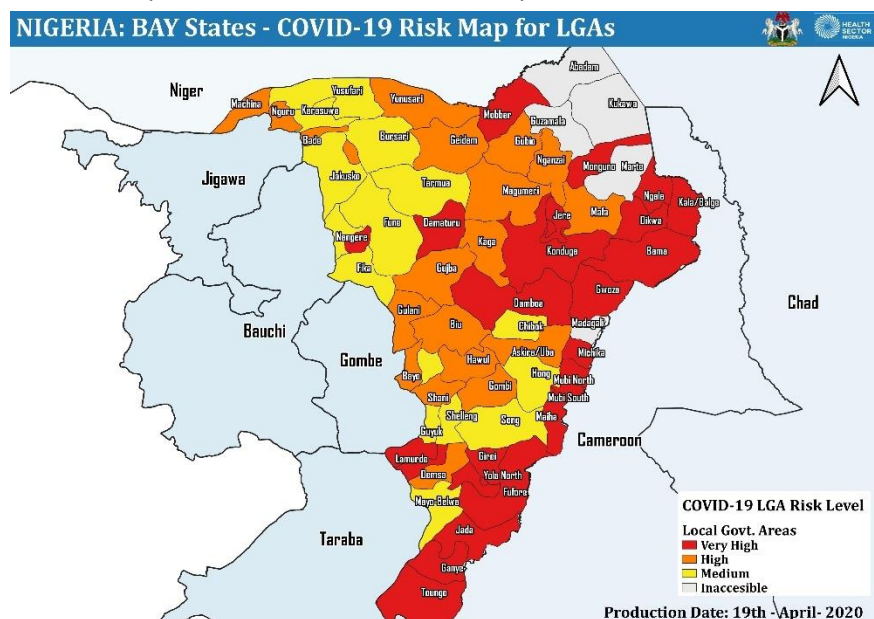 NIGERIA: BAY States - COVID-19 Risk Map for LGAs
HEALTH
SECTOR
NIGERIA
Abadam
Niger
Yusufari
Kukawa
Machina
Yunusari
Mobbar
Nguru
Karasuwa
Guzamala
Bursari
Geidam
Gubio
Bade
Nganzai
Monguno
Marte
Jigawa
Jakusko
Tarmua
Magumeri
Ngala
Kala/Balge
Jere
Mafa
Dikwa
Fune
Damaturu
Nangere
Kaga
Konduga
Bama
Fika
Gujba
Gwoza
Damboa
Chad
Gulani
Biu
Chibok
Madagali
Bauchi
Gombe
Askira/Uba
Michika
Hawul
Bayo
Hong
Mubi North
Gombi
Mubi South
Shani
Shelleng
Song
Maiha
Guyuk
Cameroon
Lamurde
Girei
Demsa
Yola North
Fufore
Mayo-Belwa
Taraba
Jada
Ganye
Toungo
COVID-19 LGA Risk Level
Local Govt. Areas
Very High
High
Medium
Inaccesible
Production Date: 19th - April- 2020